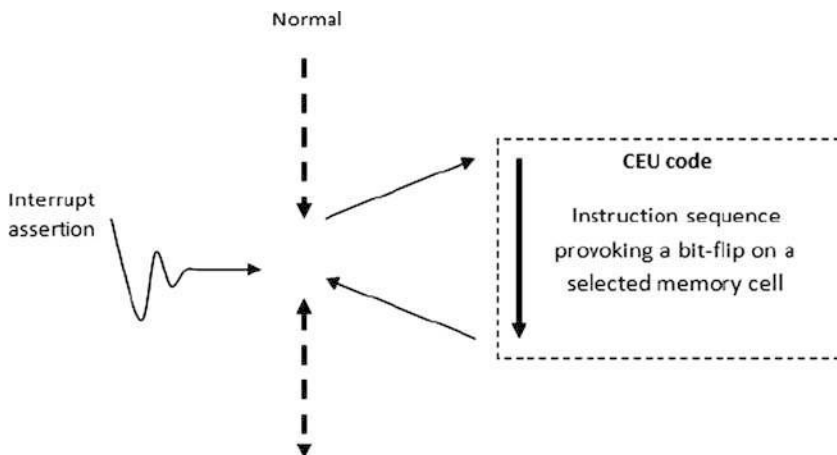 Normal
Interrupt
assertion
CEU code
Instruction sequence
provoking a bit-flip on a
selected memory cell